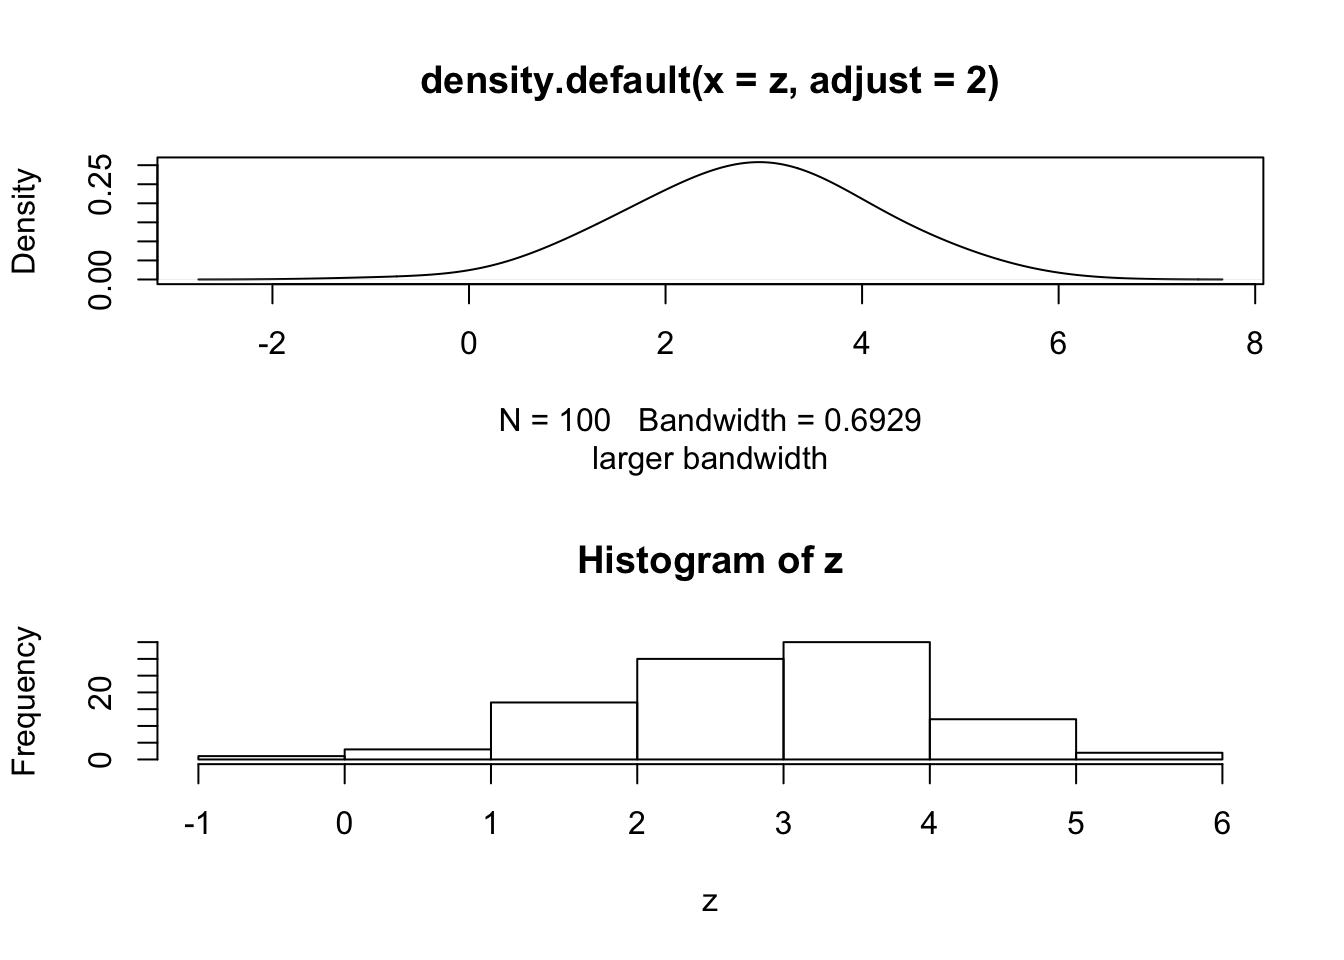 density.default(x = z, adjust = 2)
Density
0.25
0.00
-2 0 2 4 6 8
N = 100 Bandwidth = 0.6929
larger bandwidth
Histogram of z
Frequency
20
0
-1 0 1 2 3 4 5 6
z